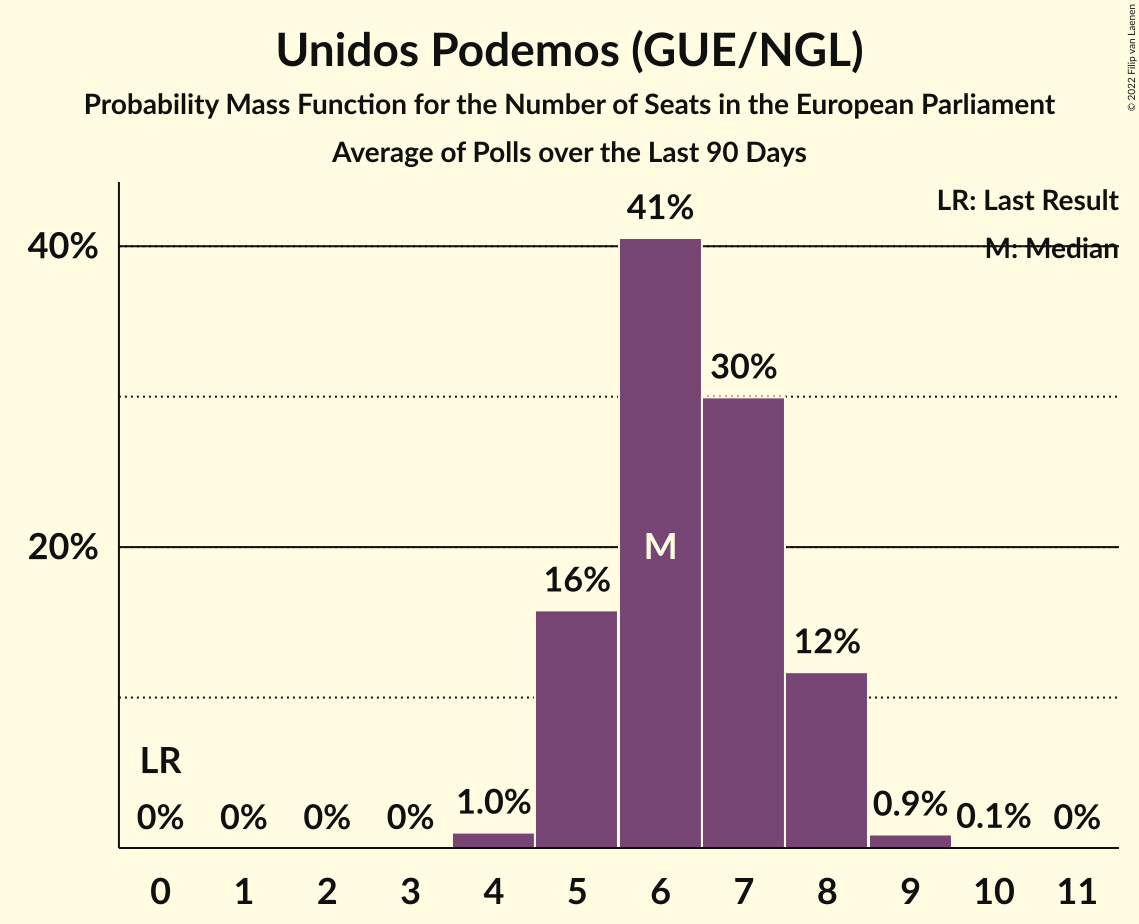 Unidos Podemos (GUE/NGL)
Probability Mass Function for the Number of Seats in the European Parliament
Average of Polls over the Last 90 Days
© 2022 Filip van Laenen
LR: Last Result
M: Median
40%
20%
41%
30%
M
16%
12%
LR
0% 0% 0% 0% 1.0% 0.9% 0.1% 0%
0 1 2 3 4 5 6 7 8 9 10 11